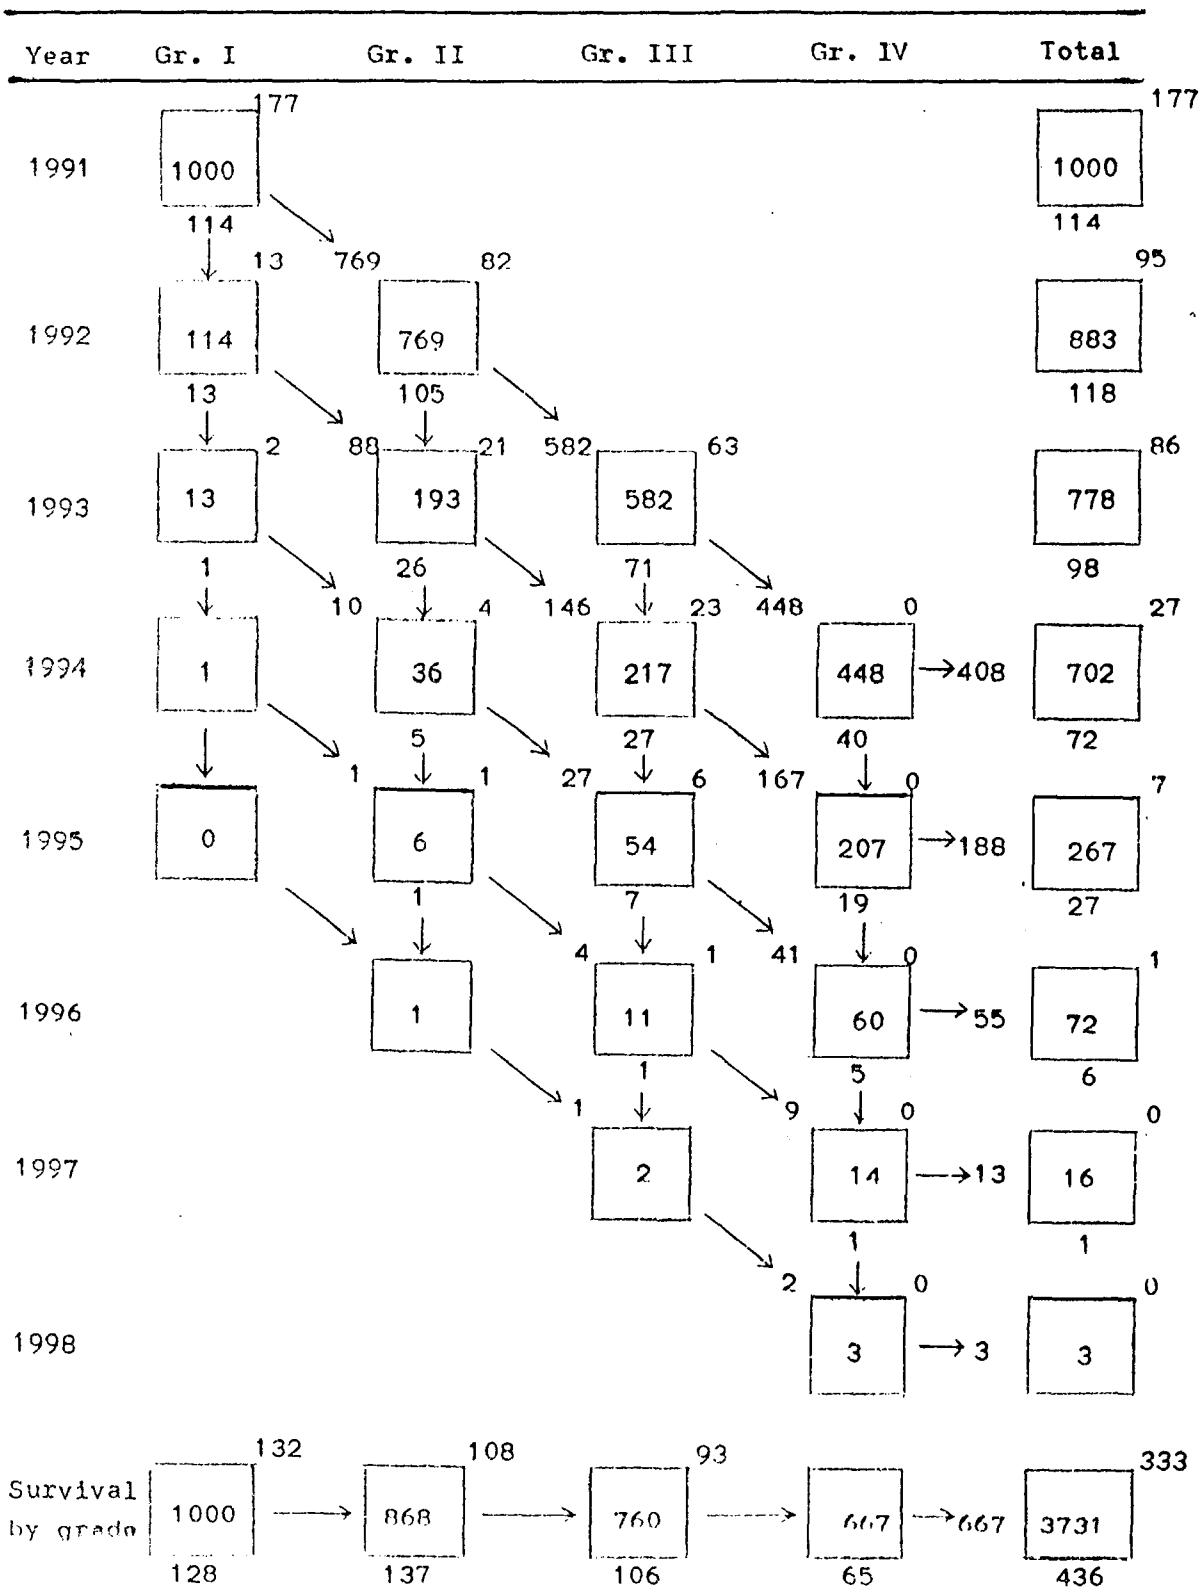 Year Gr. I Gr. II Gr. III Gr. IV Total
177 177
1991 1000 1000
114 114
13 769 82 95
1992 114 769 883
13 105 118
2 88 21 582 63 86
1993 13 193 582 778
1 26 71 98
10 4 146 23 448 0 27
1994 1 36 217 448 408 702
5 27 40 72
1 1 27 6 167 0 7
1995 0 6 54 207 188 267
1 7 19 27
4 1 41 0 1
1996 1 11 60 55 72
1 5 6
1 9 0 0
1997 2 14 13 16
1 1
2 0 0
1998 3 3 3
132 108 93 333
Survival
1000 868 760 667 667 3731
by grade
128 137 106 65 436